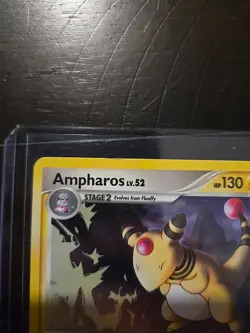 Ampharos LV.52 HP 130
STAGE 2 Evolves from Flaaffy